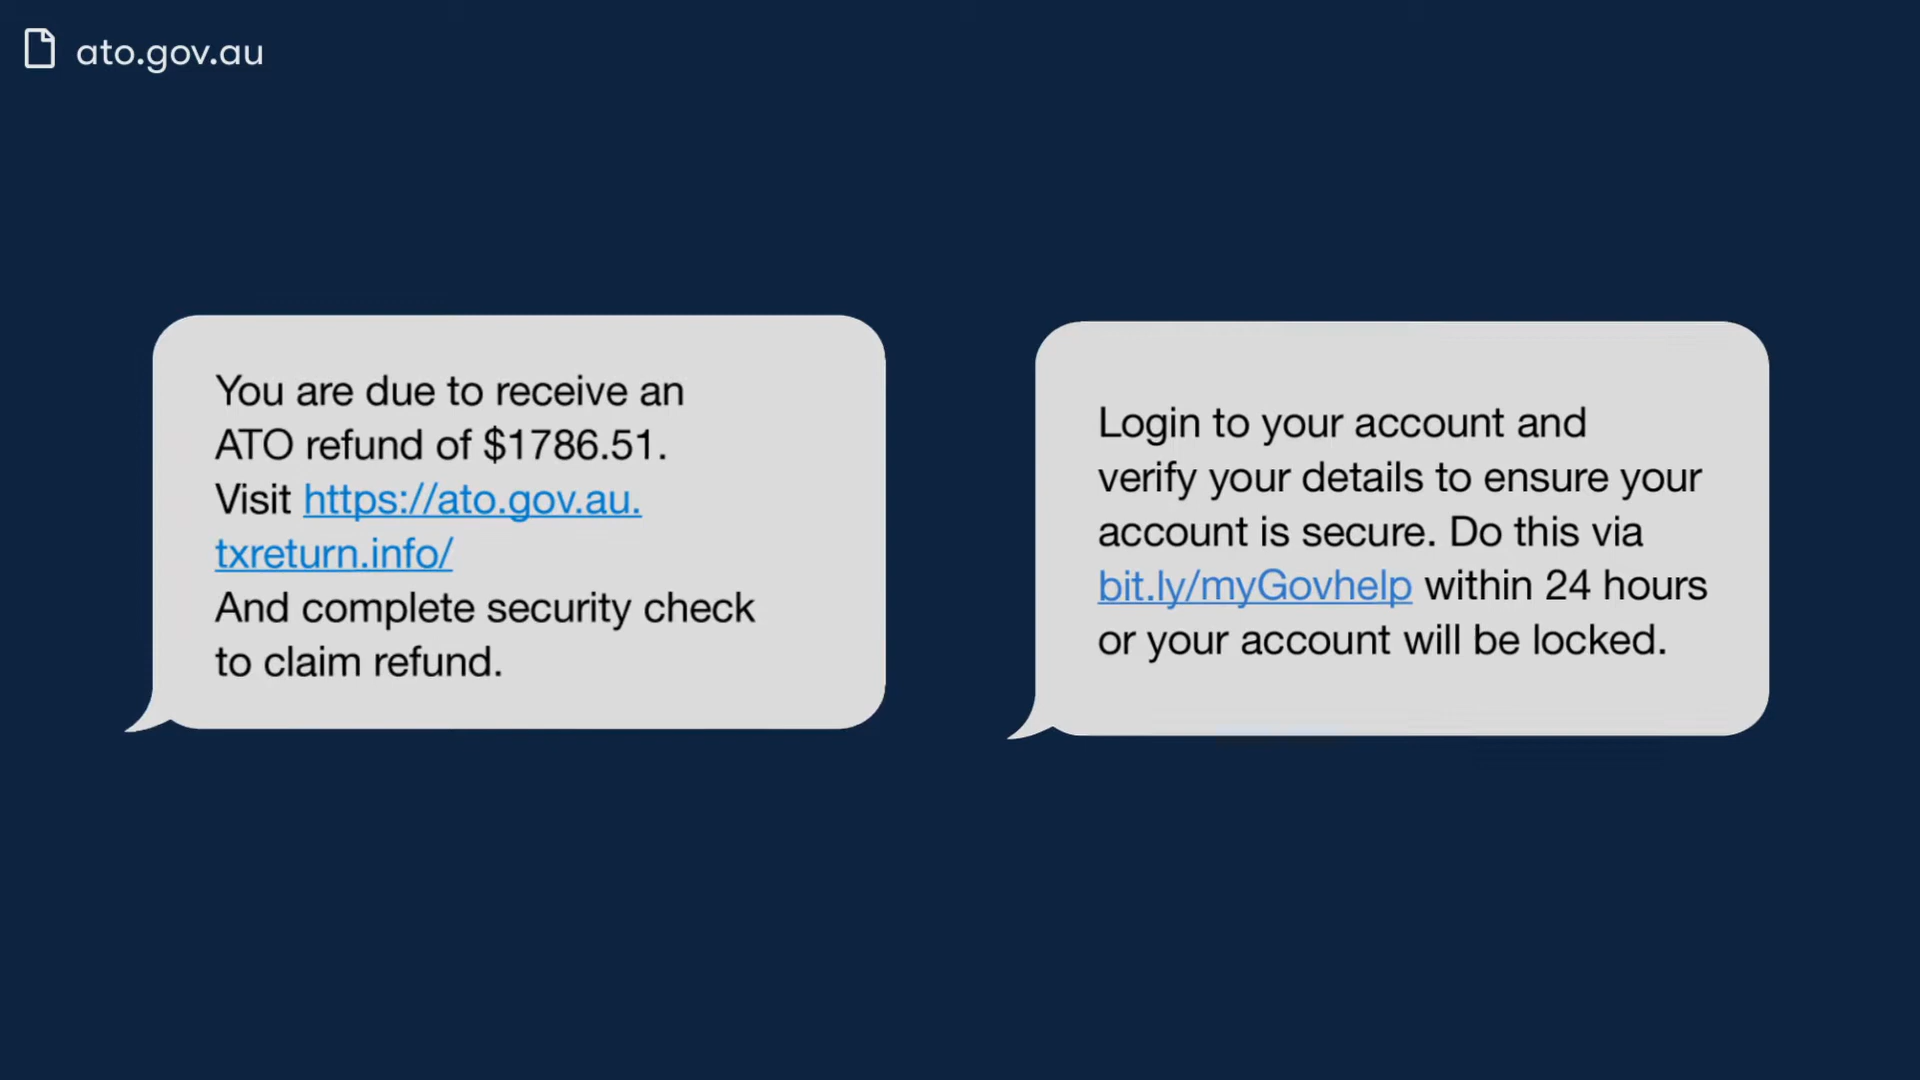 ato.gov.au
You are due to receive an
ATO refund of $1786.51.
Visit https://ato.gov.au.
txreturn.info/
And complete security check
to claim refund.
Login to your account and
verify your details to ensure your
account is secure. Do this via
bit.ly/myGovhelp within 24 hours
or your account will be locked.